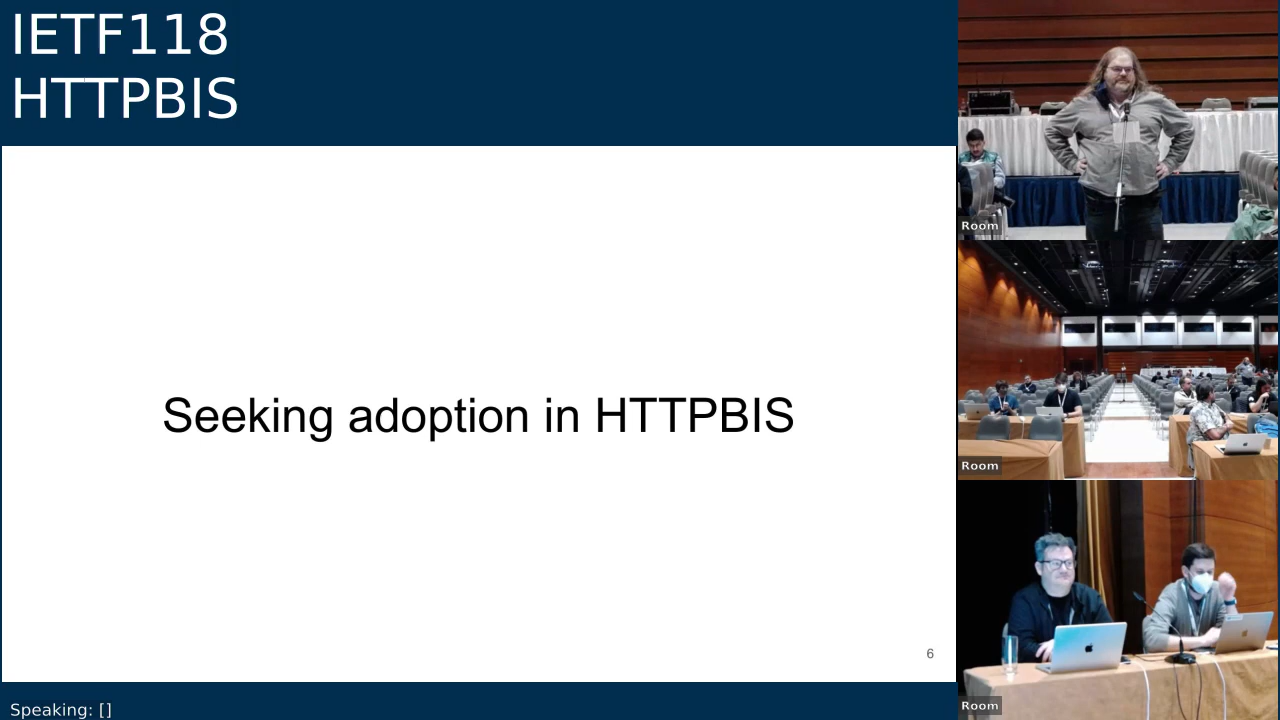 IETF118
HTTPBIS
Seeking adoption in HTTPBIS
6
Speaking: []
Room
Room
Room